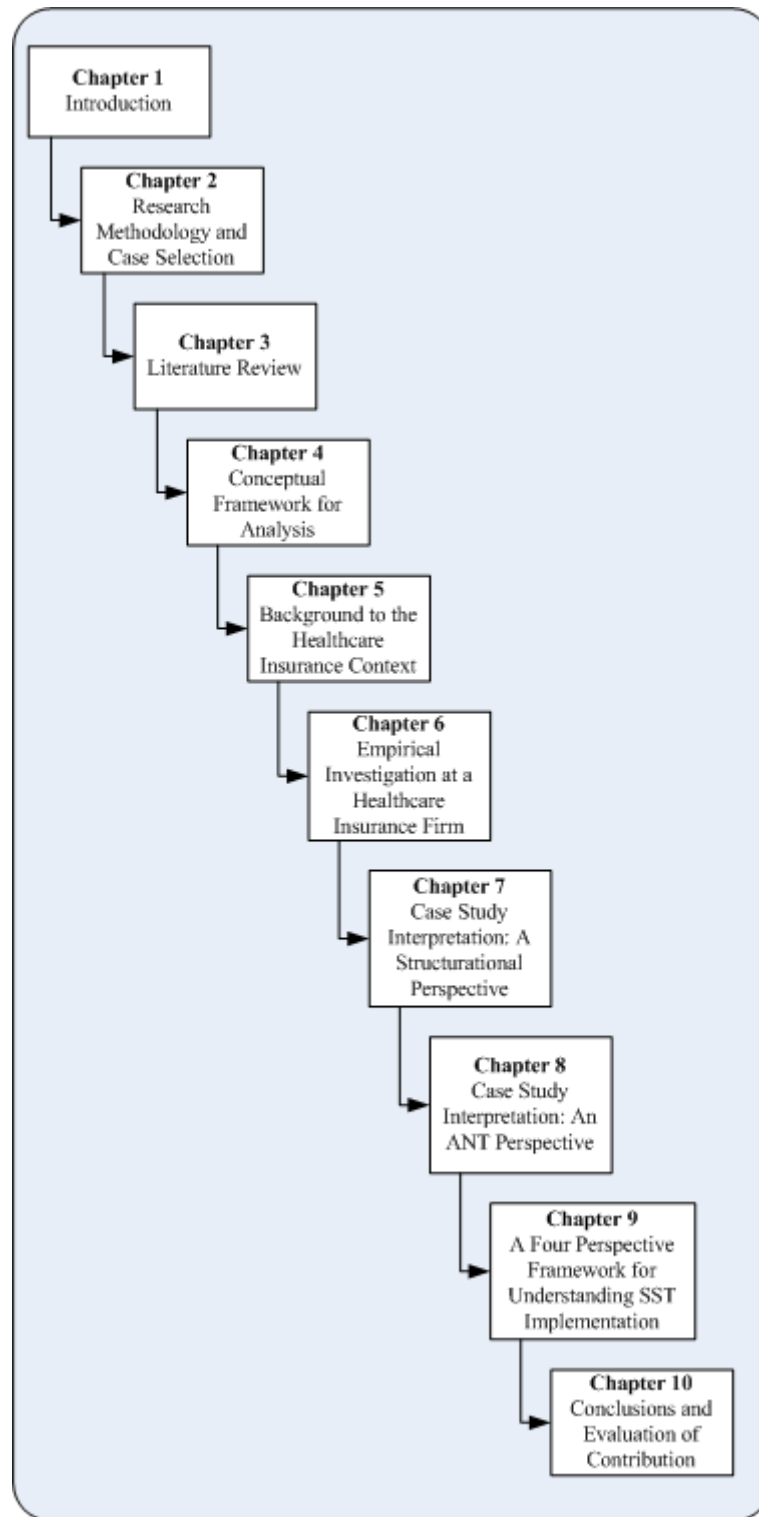 Chapter 1
Introduction
Chapter 2
Research
Methodology and
Case Selection
Chapter 3
Literature Review
Chapter 4
Conceptual
Framework for
Analysis
Chapter 5
Background to the
Healthcare
Insurance Context
Chapter 6
Empirical
Investigation at a
Healthcare
Insurance Firm
Chapter 7
Case Study
Interpretation: A
Structurational
Perspective
Chapter 8
Case Study
Interpretation: An
ANT Perspective
Chapter 9
A Four Perspective
Framework for
Understanding SST
Implementation
Chapter 10
Conclusions and
Evaluation of
Contribution